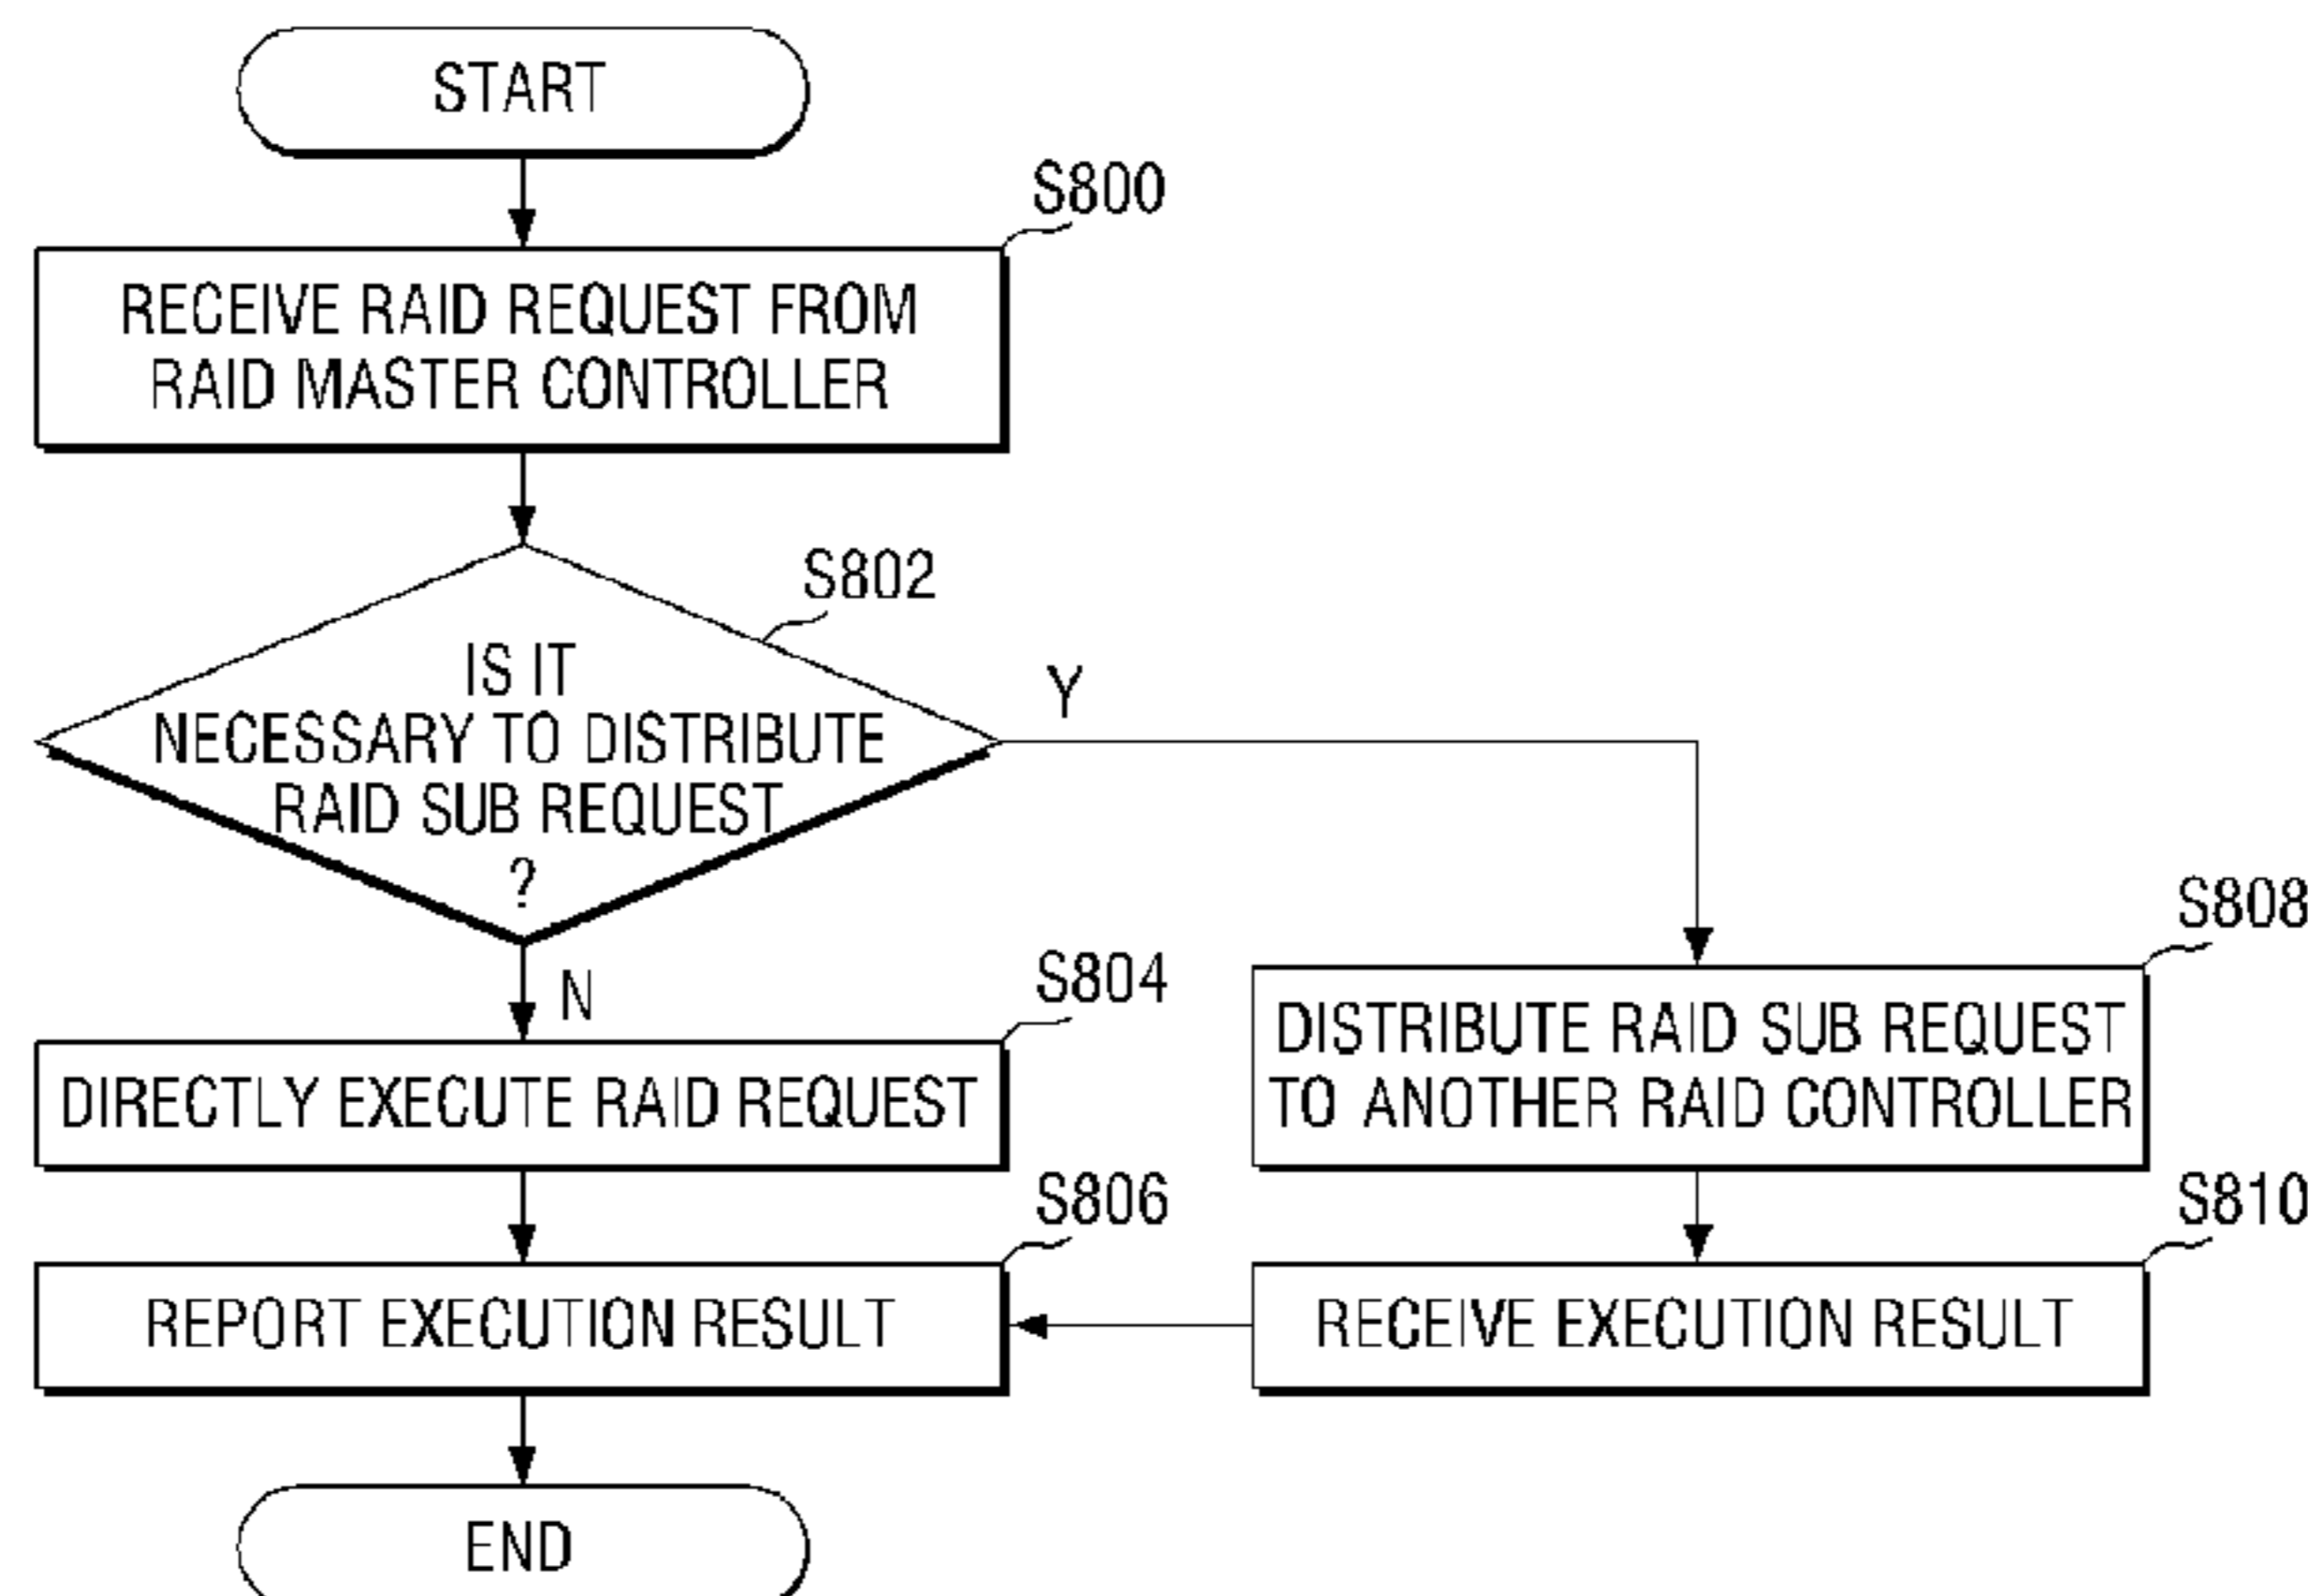 START
S800
RECEIVE RAID REQUEST FROM
RAID MASTER CONTROLLER
S802
IS IT
NECESSARY TO DISTRIBUTE
RAID SUB REQUEST
?
Y
N
S804
DIRECTLY EXECUTE RAID REQUEST
S808
DISTRIBUTE RAID SUB REQUEST
TO ANOTHER RAID CONTROLLER
S806
REPORT EXECUTION RESULT
S810
RECEIVE EXECUTION RESULT
END